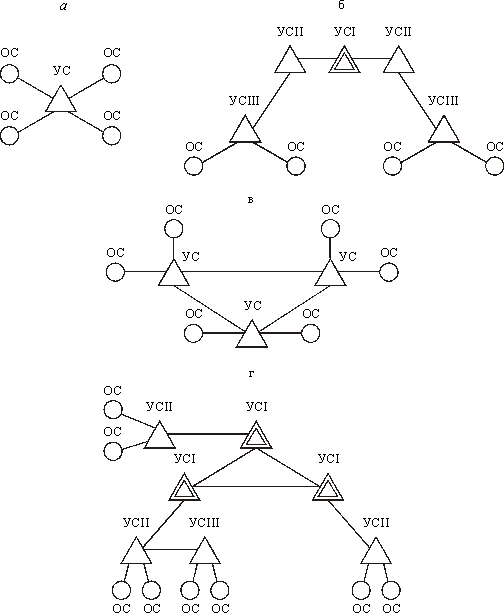 а
б
УСII УСI УСII
ОС ОС
УС
ОС ОС
УСIII УСIII
ОС ОС ОС ОС
в
ОС ОС
ОС УС УС ОС
УС
ОС ОС
г
ОС
УСII УСI
ОС
УСI УСI
УСII УСIII УСII
ОС ОС ОС ОС ОС ОС